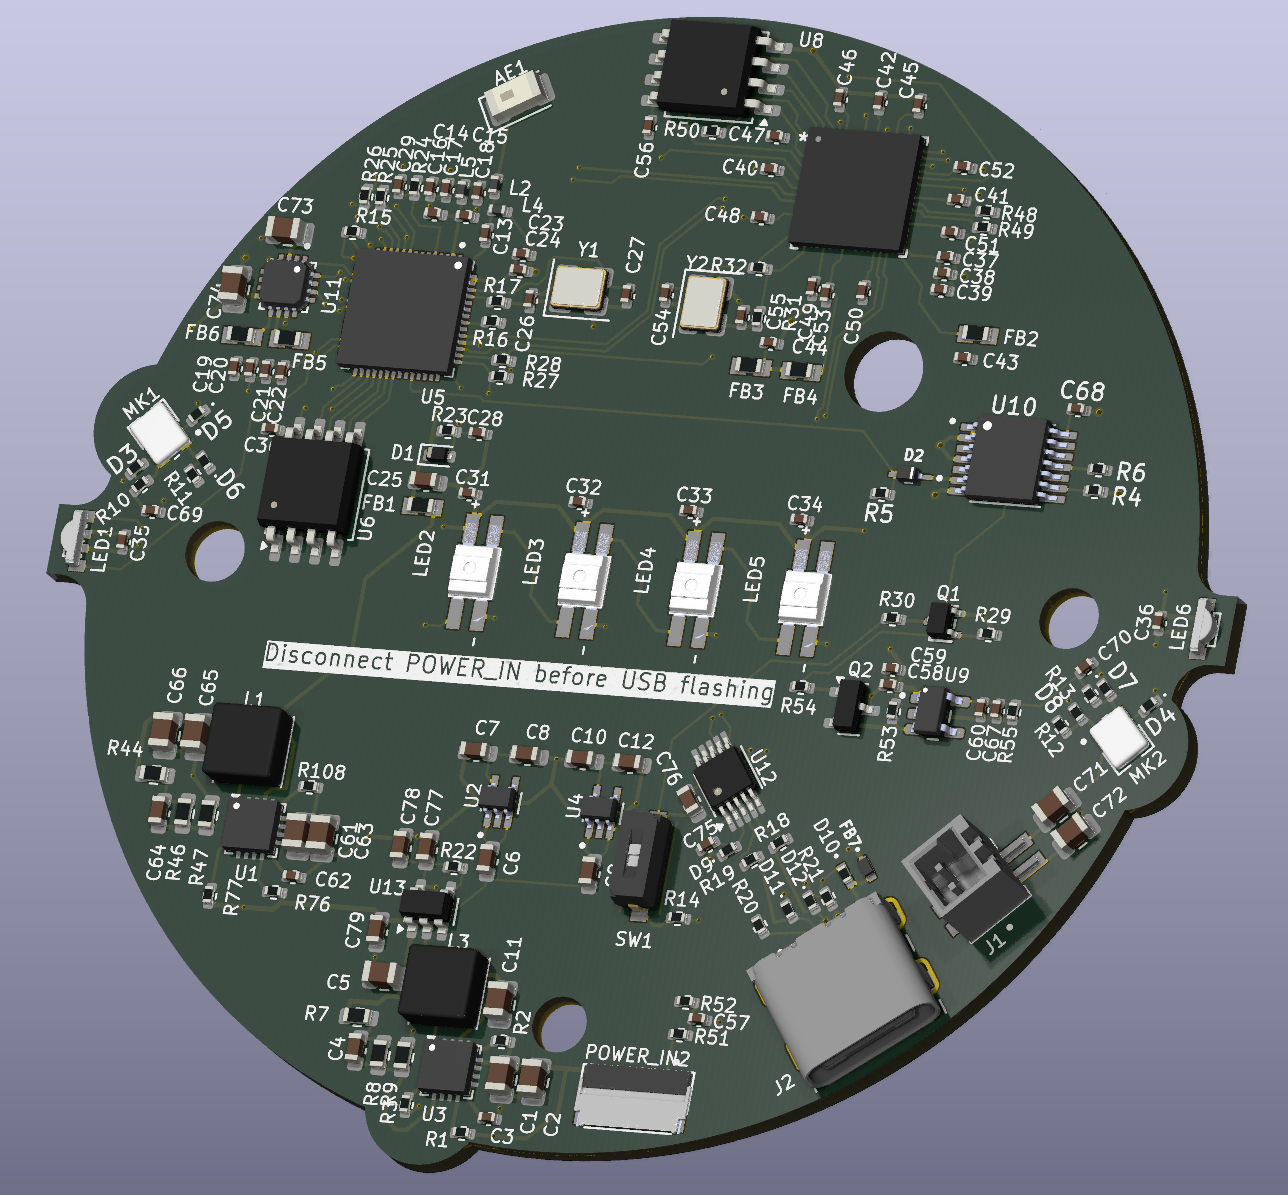 U8
C46
C42
C45
AE1
C14
C15
R50
C47
C56
*
R26
R25
C29
R24
C16
C17
L5
C18
C40
C52
L2
L4
C41
R48
R49
C73
R15
C13
C23
C24
C48
C51
C37
C38
C39
Y1
C27
Y2
R32
U11
C74
R17
R16
C26
C54
C55
R31
C49
C53
C50
FB6
FB5
FB2
C43
C44
FB3
FB4
R28
R27
C19
C20
C21
C22
U5
MK1
D5
D3
R10
R11
D6
C69
R23
C28
D1
C25
FB1
U6
C31
C32
C33
C34
+
+
+
+
C68
U10
D2
R5
R6
R4
LED1
C35
LED2
LED3
LED4
LED5
-
-
-
-
R30
Q1
R29
C36
LED6
C59
C58
U9
Q2
R54
R53
C60
C67
R55
C70
D7
R13
D8
R12
D4
MK2
Disconnect POWER_IN before USB flashing
C66
C65
L1
R44
R108
C7
C8
C10
C12
U2
U4
C76
U12
C71
C72
C64
R46
R47
U1
C61
C63
C62
R76
R77
C78
C77
R22
C6
C75
D9
R19
R18
R20
D11
D12
R21
D10
FB7
U13
C79
R14
SW1
J1
C5
L3
C11
R7
R2
C4
R8
R9
R3
U3
R1
C3
C1
C2
R52
C57
R51
POWER_IN2
J2